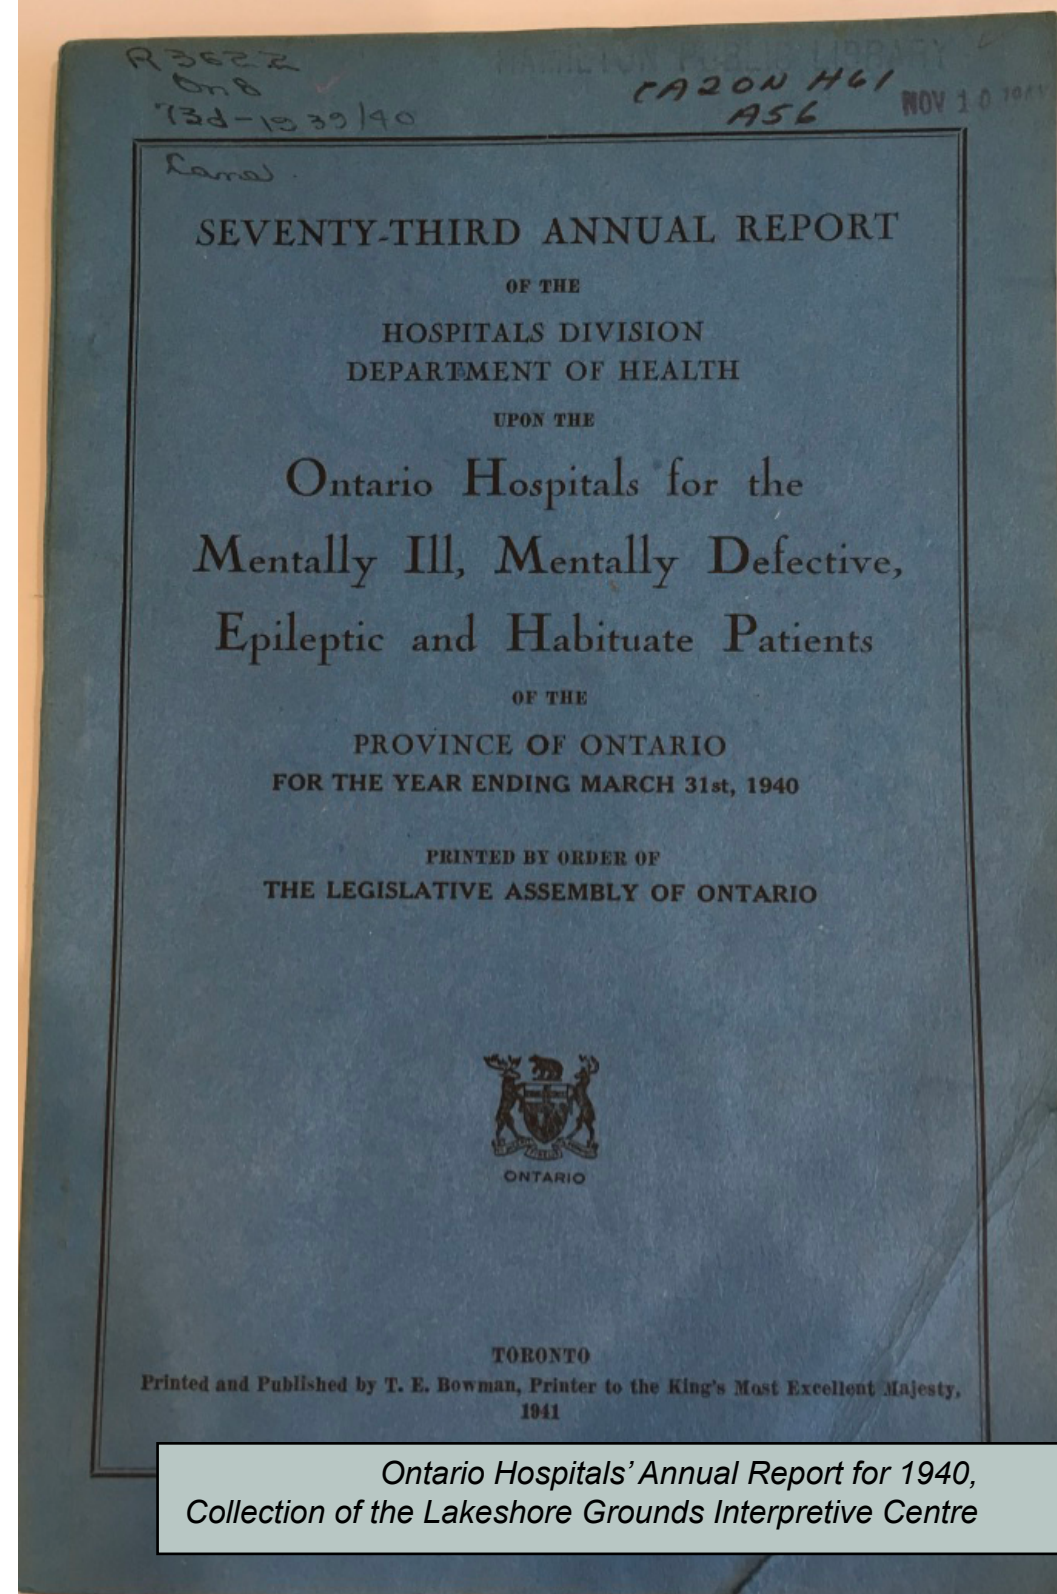 R362.2
On8
73d-1939/40
HAMILTON PUBLIC LIBRARY
CA2ON H61
A56
NOV 10 1941
Cana
SEVENTY-THIRD ANNUAL REPORT
OF THE
HOSPITALS DIVISION
DEPARTMENT OF HEALTH
UPON THE
Ontario Hospitals for the
Mentally Ill, Mentally Defective,
Epileptic and Habituate Patients
OF THE
PROVINCE OF ONTARIO
FOR THE YEAR ENDING MARCH 31st, 1940
PRINTED BY ORDER OF
THE LEGISLATIVE ASSEMBLY OF ONTARIO
ONTARIO
TORONTO
Printed and Published by T. E. Bowman, Printer to the King's Most Excellent Majesty,
1941
Ontario Hospitals' Annual Report for 1940,
Collection of the Lakeshore Grounds Interpretive Centre